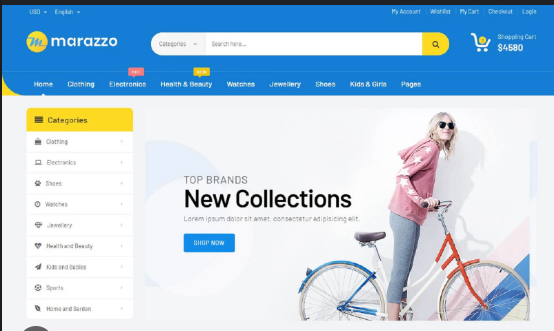 USD English My Account Wishlist My Cart Checkout Login
m marazzo Categories Search here... 0 Shopping Cart
$4580
Home Clothing Electronics Health & Beauty Watches Jewellery Shoes Kids & Girls Pages
Categories
Clothing
Electronics
Shoes
Watches
Jewellery
Health and Beauty
Kids and Babies
Sports
Home and Garden
TOP BRANDS
New Collections
Lorem ipsum dolor sit amet, consectetur adipisicing elit.
SHOP NOW